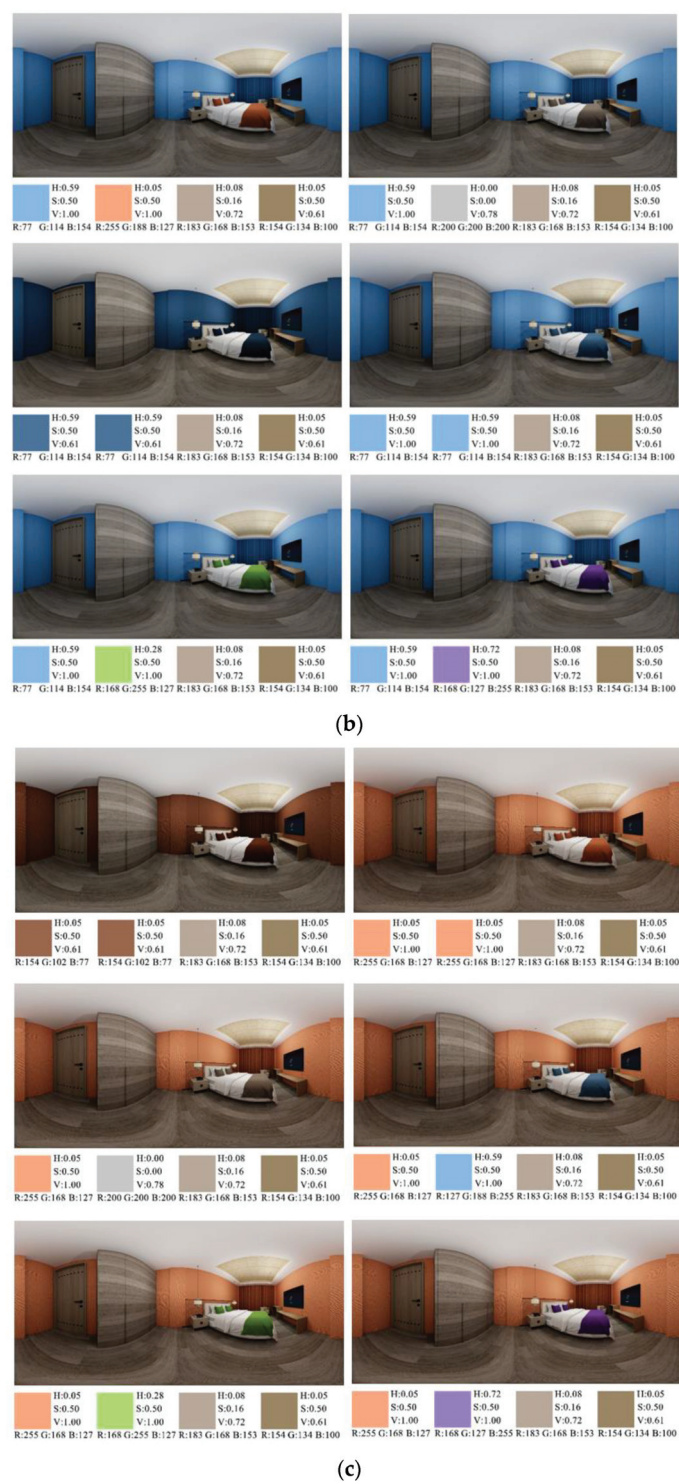 H:0.59 H:0.05 H:0.08 H:0.05 H:0.59 H:0.00 H:0.08 H:0.05
S:0.50 S:0.50 S:0.16 S:0.50 S:0.50 S:0.00 S:0.16 S:0.50
V:1.00 V:1.00 V:0.72 V:0.61 V:1.00 V:0.78 V:0.72 V:0.61
R:77 G:114 B:154 R:255 G:188 B:127 R:183 G:168 B:153 R:154 G:134 B:100 R:77 G:114 B:154 R:200 G:200 B:200 R:183 G:168 B:153 R:154 G:134 B:100
H:0.59 H:0.59 H:0.08 H:0.05 H:0.59 H:0.59 H:0.08 H:0.05
S:0.50 S:0.50 S:0.16 S:0.50 S:0.50 S:0.50 S:0.16 S:0.50
V:0.61 V:0.61 V:0.72 V:0.61 V:1.00 V:1.00 V:0.72 V:0.61
R:77 G:114 B:154 R:77 G:114 B:154 R:183 G:168 B:153 R:154 G:134 B:100 R:77 G:114 B:154 R:77 G:114 B:154 R:183 G:168 B:153 R:154 G:134 B:100
H:0.59 H:0.28 H:0.08 H:0.05 H:0.59 H:0.72 H:0.08 H:0.05
S:0.50 S:0.50 S:0.16 S:0.50 S:0.50 S:0.50 S:0.16 S:0.50
V:1.00 V:1.00 V:0.72 V:0.61 V:1.00 V:1.00 V:0.72 V:0.61
R:77 G:114 B:154 R:168 G:255 B:127 R:183 G:168 B:153 R:154 G:134 B:100 R:77 G:114 B:154 R:168 G:127 B:255 R:183 G:168 B:153 R:154 G:134 B:100
(b)
H:0.05 H:0.05 H:0.08 H:0.05 H:0.05 H:0.05 H:0.08 H:0.05
S:0.50 S:0.50 S:0.16 S:0.50 S:0.50 S:0.50 S:0.16 S:0.50
V:0.61 V:0.61 V:0.72 V:0.61 V:1.00 V:1.00 V:0.72 V:0.61
R:154 G:102 B:77 R:154 G:102 B:77 R:183 G:168 B:153 R:154 G:134 B:100 R:255 G:168 B:127 R:255 G:168 B:127 R:183 G:168 B:153 R:154 G:134 B:100
H:0.05 H:0.00 H:0.08 H:0.05 H:0.05 H:0.59 H:0.08 H:0.05
S:0.50 S:0.00 S:0.16 S:0.50 S:0.50 S:0.50 S:0.16 S:0.50
V:1.00 V:0.78 V:0.72 V:0.61 V:1.00 V:1.00 V:0.72 V:0.61
R:255 G:168 B:127 R:200 G:200 B:200 R:183 G:168 B:153 R:154 G:134 B:100 R:255 G:168 B:127 R:127 G:188 B:255 R:183 G:168 B:153 R:154 G:134 B:100
H:0.05 H:0.28 H:0.08 H:0.05 H:0.05 H:0.72 H:0.08 H:0.05
S:0.50 S:0.50 S:0.16 S:0.50 S:0.50 S:0.50 S:0.16 S:0.50
V:1.00 V:1.00 V:0.72 V:0.61 V:1.00 V:1.00 V:0.72 V:0.61
R:255 G:168 B:127 R:168 G:255 B:127 R:183 G:168 B:153 R:154 G:134 B:100 R:255 G:168 B:127 R:168 G:127 B:255 R:183 G:168 B:153 R:154 G:134 B:100
(c)